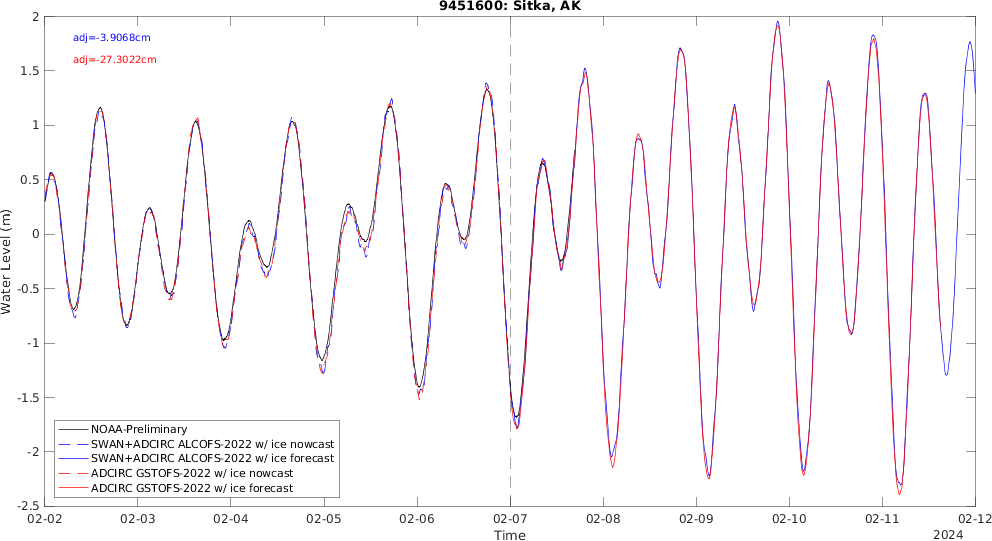 9451600: Sitka, AK
adj=-3.9068cm
adj=-27.3022cm
2
1.5
1
0.5
0
-0.5
-1
-1.5
-2
-2.5
Water Level (m)
NOAA-Preliminary
SWAN+ADCIRC ALCOFS-2022 w/ ice nowcast
SWAN+ADCIRC ALCOFS-2022 w/ ice forecast
ADCIRC GSTOFS-2022 w/ ice nowcast
ADCIRC GSTOFS-2022 w/ ice forecast
02-02 02-03 02-04 02-05 02-06 02-07 02-08 02-09 02-10 02-11 02-12
Time
2024